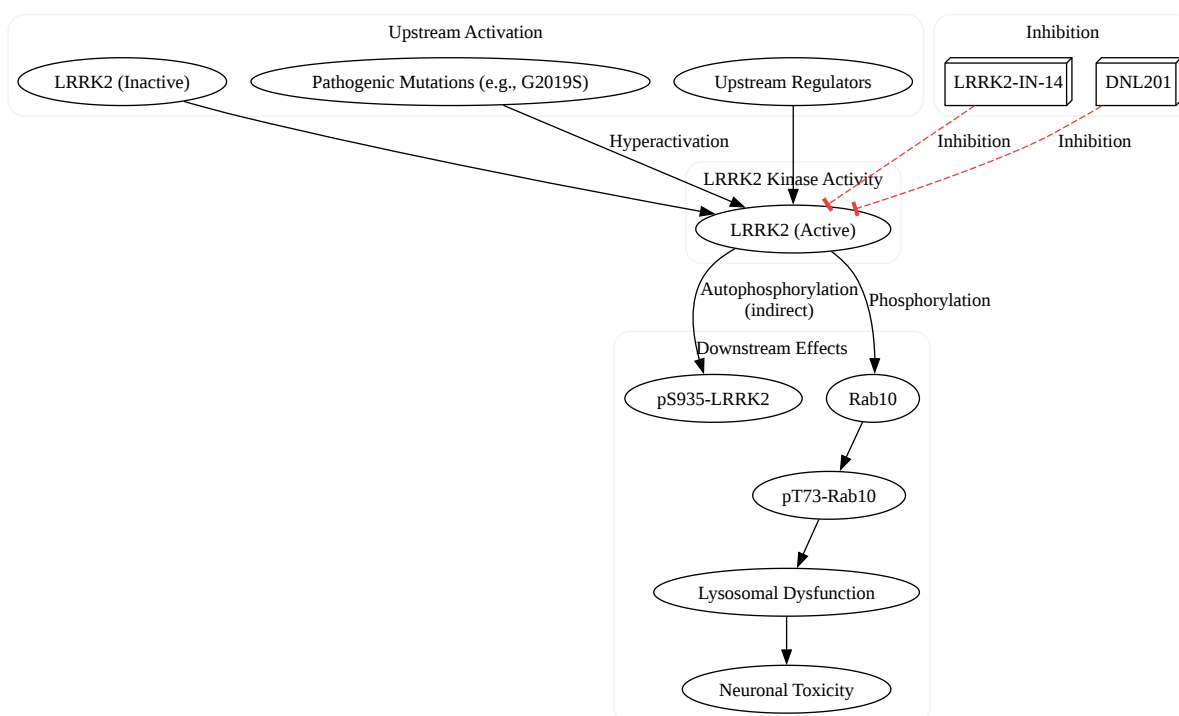 Upstream Activation
Inhibition
LRRK2 (Inactive)
Pathogenic Mutations (e.g., G2019S)
Upstream Regulators
LRRK2-IN-14
DNL201
Hyperactivation
Inhibition
Inhibition
LRRK2 Kinase Activity
LRRK2 (Active)
Autophosphorylation
(indirect)
Phosphorylation
Downstream Effects
pS935-LRRK2
Rab10
pT73-Rab10
Lysosomal Dysfunction
Neuronal Toxicity